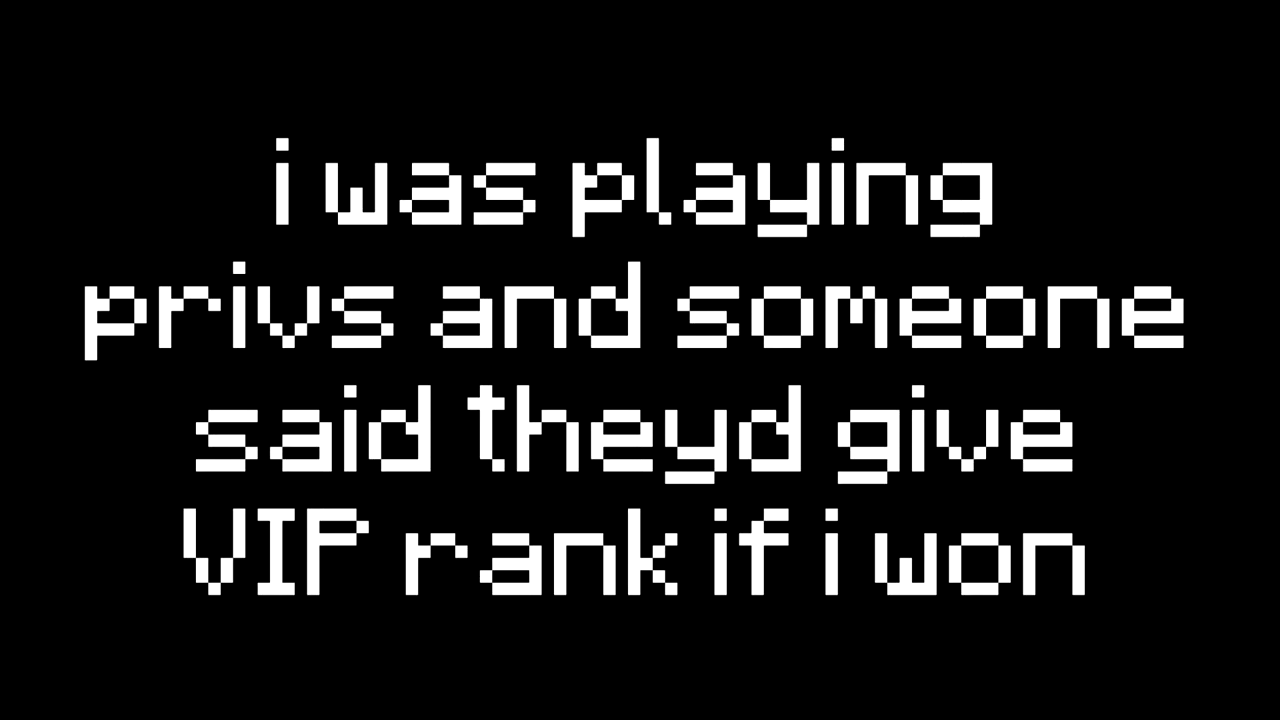 i was playing
privs and someone
said theyd give
VIP rank if i won